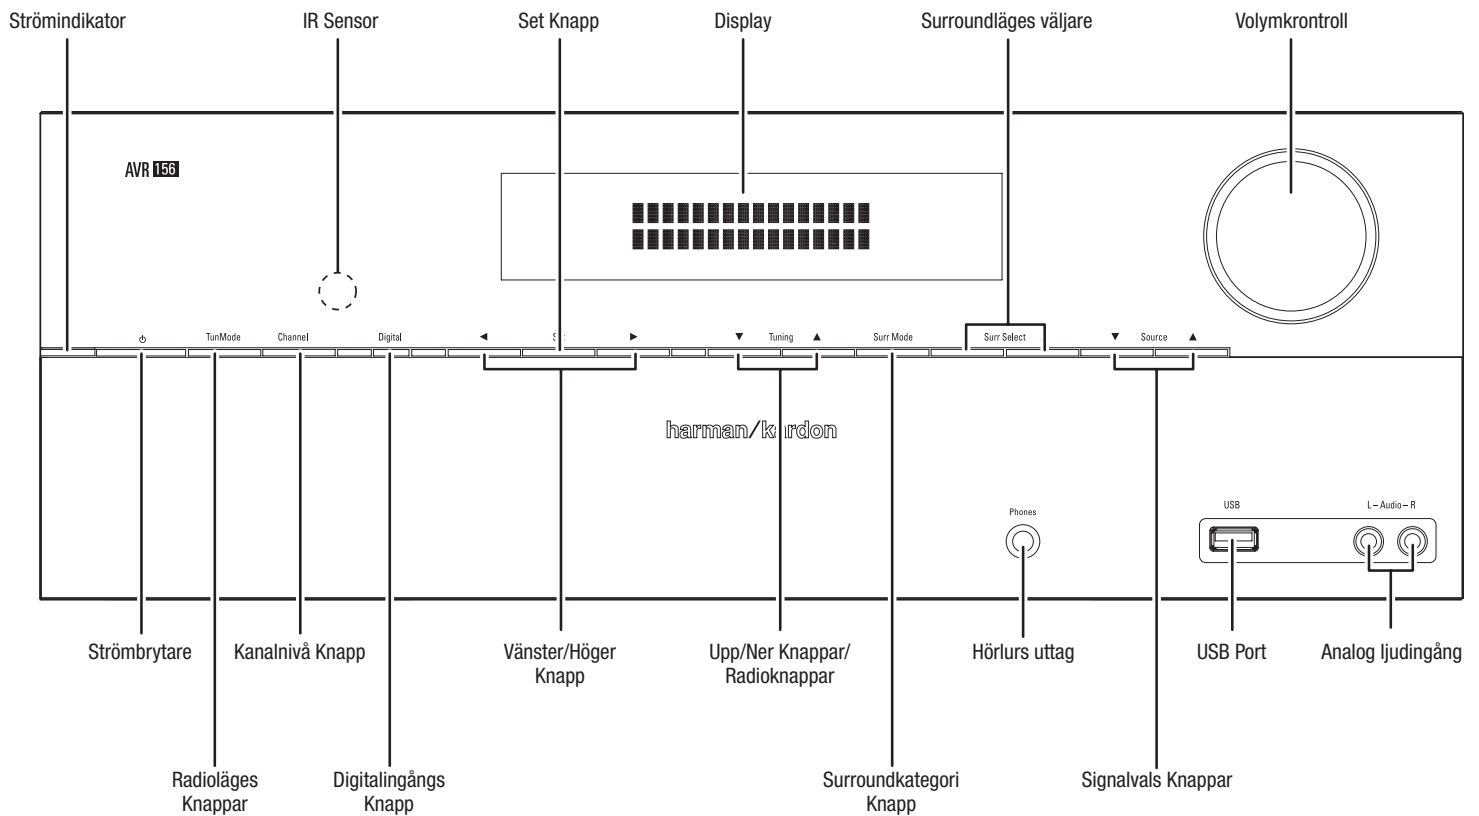 Strömindikator
IR Sensor
Set Knapp
Display
Surroundläges väljare
Volymkrontroll
AVR 156
TunMode
Channel
Digital
Tuning
Surr Mode
Surr Select
Source
harman/kardon
Phones
USB
L – Audio – R
Strömbrytare
Kanalnivå Knapp
Vänster/Höger
Knapp
Upp/Ner Knappar/
Radioknappar
Hörlurs uttag
USB Port
Analog ljudingång
Radioläges
Knappar
Digitalingångs
Knapp
Surroundkategori
Knapp
Signalvals Knappar